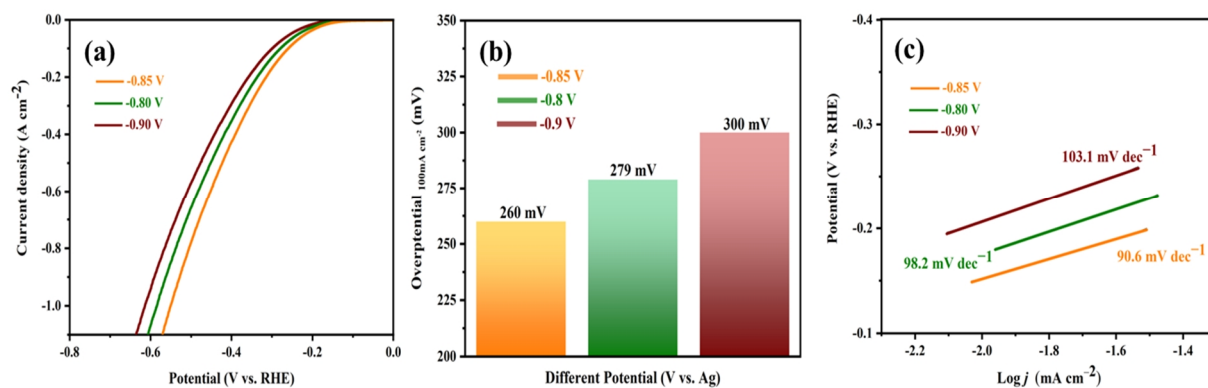 (a)
-0.85 V
-0.80 V
-0.90 V
0.0
-0.2
-0.4
-0.6
-0.8
-1.0
Current density (A cm⁻²)
-0.8
-0.6
-0.4
-0.2
0.0
Potential (V vs. RHE)
(b)
-0.85 V
-0.8 V
-0.9 V
350
325
300
275
250
225
200
Overptential 100mA cm⁻² (mV)
260 mV
279 mV
300 mV
Different Potential (V vs. Ag)
(c)
-0.85 V
-0.80 V
-0.90 V
-0.4
-0.3
-0.2
-0.1
Potential (V vs. RHE)
103.1 mV dec⁻¹
98.2 mV dec⁻¹
90.6 mV dec⁻¹
-2.2
-2.0
-1.8
-1.6
-1.4
Log j (mA cm⁻²)